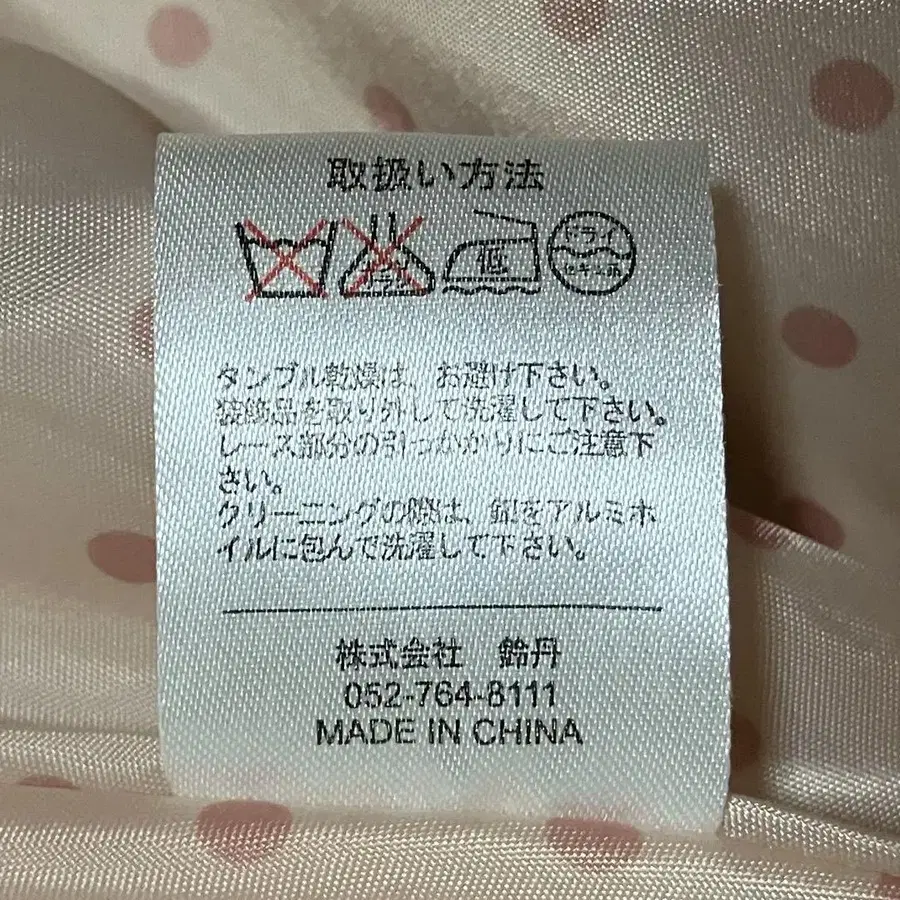 取扱い方法
低 ドライ
セキユ系
タンブル乾燥は、お避け下さい。
装飾品を取り外して洗濯して下さい。
レース部分の引っかかりにご注意下
さい。
クリーニングの際は、釦をアルミホ
イルに包んで洗濯して下さい。
株式会社 鈴丹
052-764-8111
MADE IN CHINA